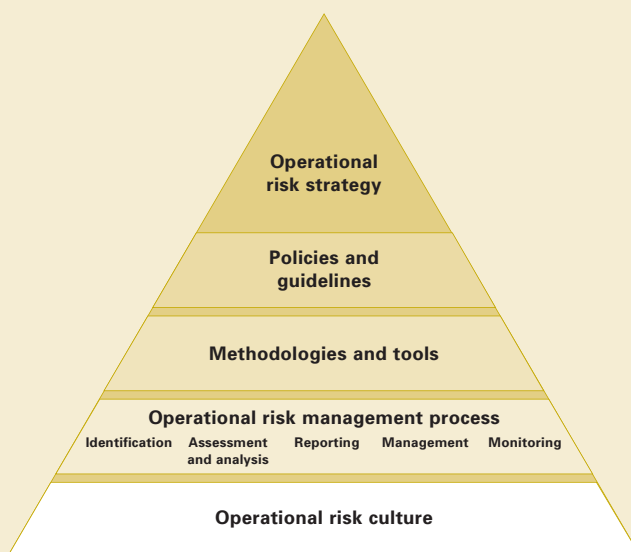 Operational
risk strategy
Policies and
guidelines
Methodologies and tools
Operational risk management process
Identification Assessment Reporting Management Monitoring
and analysis
Operational risk culture